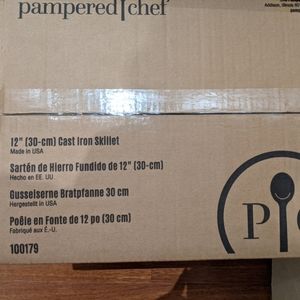 pampered chef
Addison, Illinois
12" (30-cm) Cast Iron Skillet
Made in USA
Sartén de Hierro Fundido de 12" (30-cm)
Hecho en EE. UU.
Gusseiserne Bratpfanne 30 cm
Hergestellt in USA
Poêle en Fonte de 12 po (30 cm)
Fabriqué aux É.-U.
100179
P